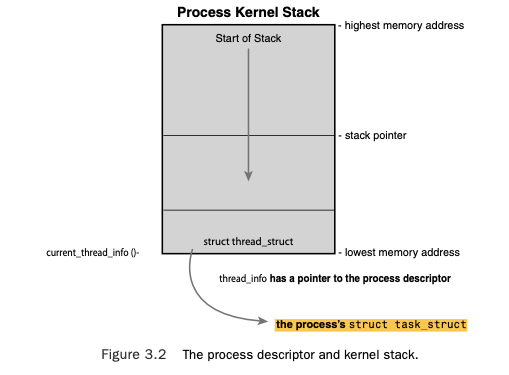 Process Kernel Stack
- highest memory address
Start of Stack
- stack pointer
struct thread_struct
current_thread_info ()-
- lowest memory address
thread_info has a pointer to the process descriptor
the process's struct task_struct
Figure 3.2 The process descriptor and kernel stack.